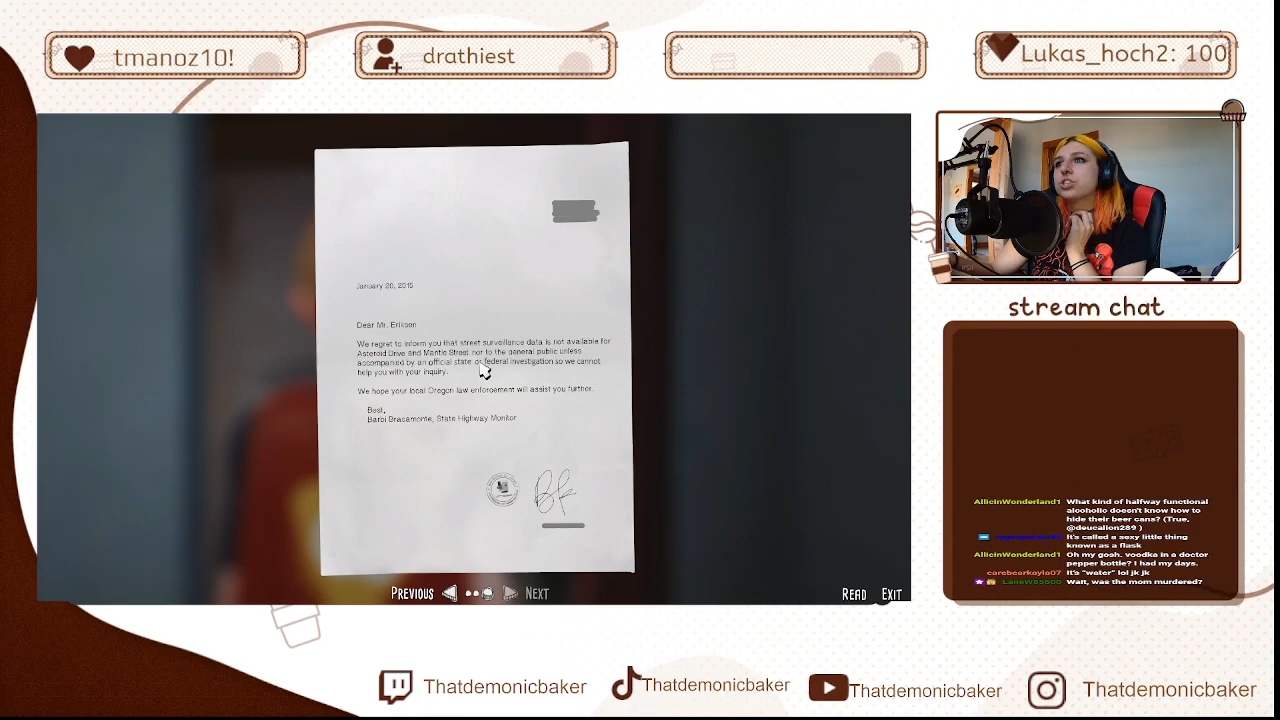 tmanoz10!
drathiest
Lukas_hoch2: 100
January 20, 2015
Dear Mr. Eriksen
We regret to inform you that street surveillance data is not available for
Asteroid Drive and Mantle Street nor to the general public unless
accompanied by an official state or federal investigation so we cannot
help you with your inquiry.
We hope your local Oregon law enforcement will assist you further.
Best,
Barbi Bracamonte, State Highway Monitor
PREVIOUS
NEXT
READ
EXIT
stream chat
AllieinWonderland1 What kind of halfway functional
alcoholic doesn't know how to
hide their beer cans? (True,
@deucalion289 )
It's called a sexy little thing
known as a flask
AllieinWonderland1 Oh my gosh. voodka in a doctor
pepper bottle? I had my days.
carebearkayla07 It's "water" lol jk jk
LaneW85600 Wait, was the mom murdered?
Thatdemonicbaker
Thatdemonicbaker
Thatdemonicbaker
Thatdemonicbaker